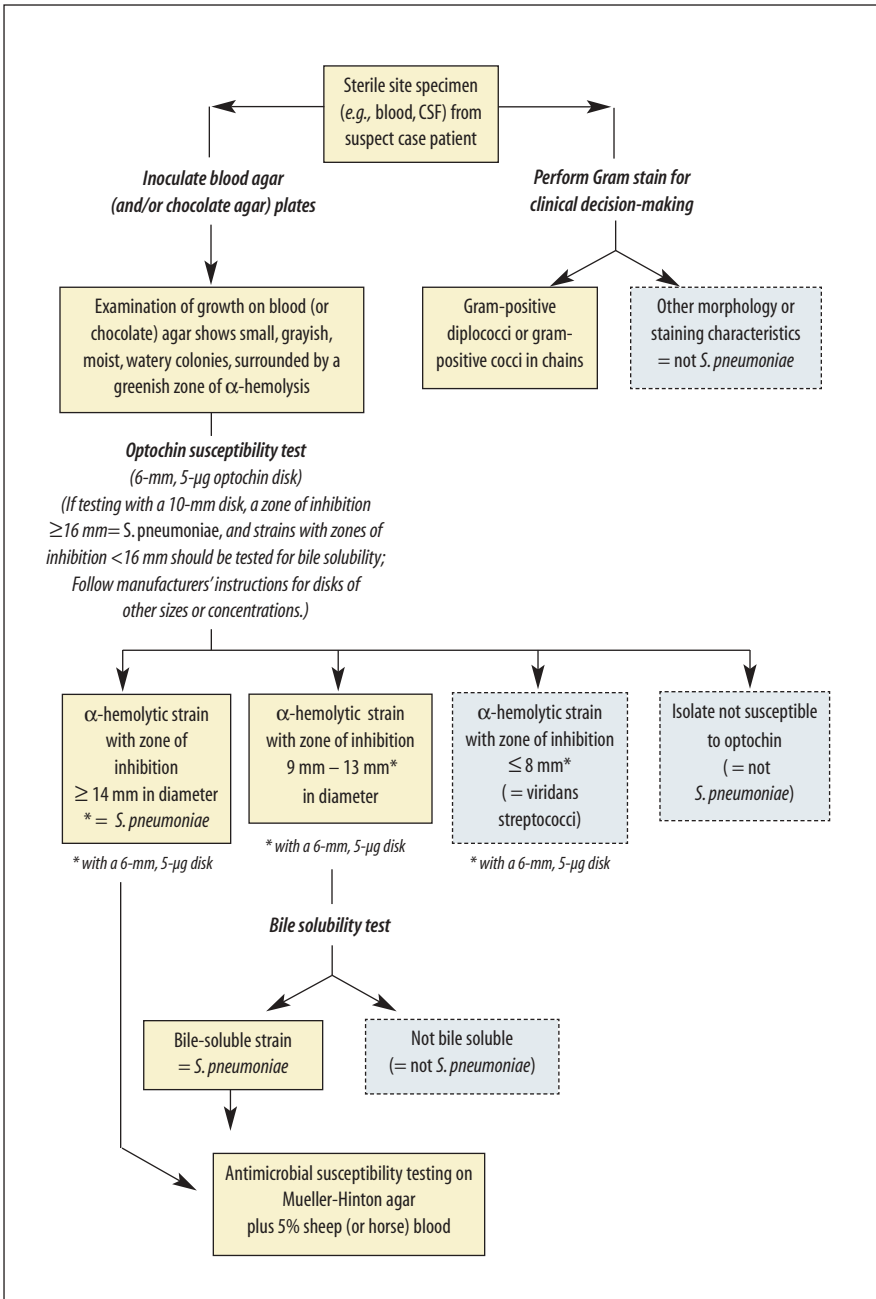 Sterile site specimen
(e.g., blood, CSF) from
suspect case patient
Inoculate blood agar
(and/or chocolate agar) plates
Perform Gram stain for
clinical decision-making
Examination of growth on blood (or
chocolate) agar shows small, grayish,
moist, watery colonies, surrounded by a
greenish zone of α-hemolysis
Gram-positive
diplococci or gram-
positive cocci in chains
Other morphology or
staining characteristics
= not S. pneumoniae
Optochin susceptibility test
(6-mm, 5-µg optochin disk)
(If testing with a 10-mm disk, a zone of inhibition
≥16 mm= S. pneumoniae, and strains with zones of
inhibition <16 mm should be tested for bile solubility;
Follow manufacturers' instructions for disks of
other sizes or concentrations.)
α-hemolytic strain
with zone of
inhibition
≥ 14 mm in diameter
* = S. pneumoniae
* with a 6-mm, 5-µg disk
α-hemolytic strain
with zone of inhibition
9 mm – 13 mm*
in diameter
* with a 6-mm, 5-µg disk
α-hemolytic strain
with zone of inhibition
≤ 8 mm*
( = viridans
streptococci)
* with a 6-mm, 5-µg disk
Isolate not susceptible
to optochin
( = not
S. pneumoniae)
Bile solubility test
Bile-soluble strain
= S. pneumoniae
Not bile soluble
(= not S. pneumoniae)
Antimicrobial susceptibility testing on
Mueller-Hinton agar
plus 5% sheep (or horse) blood